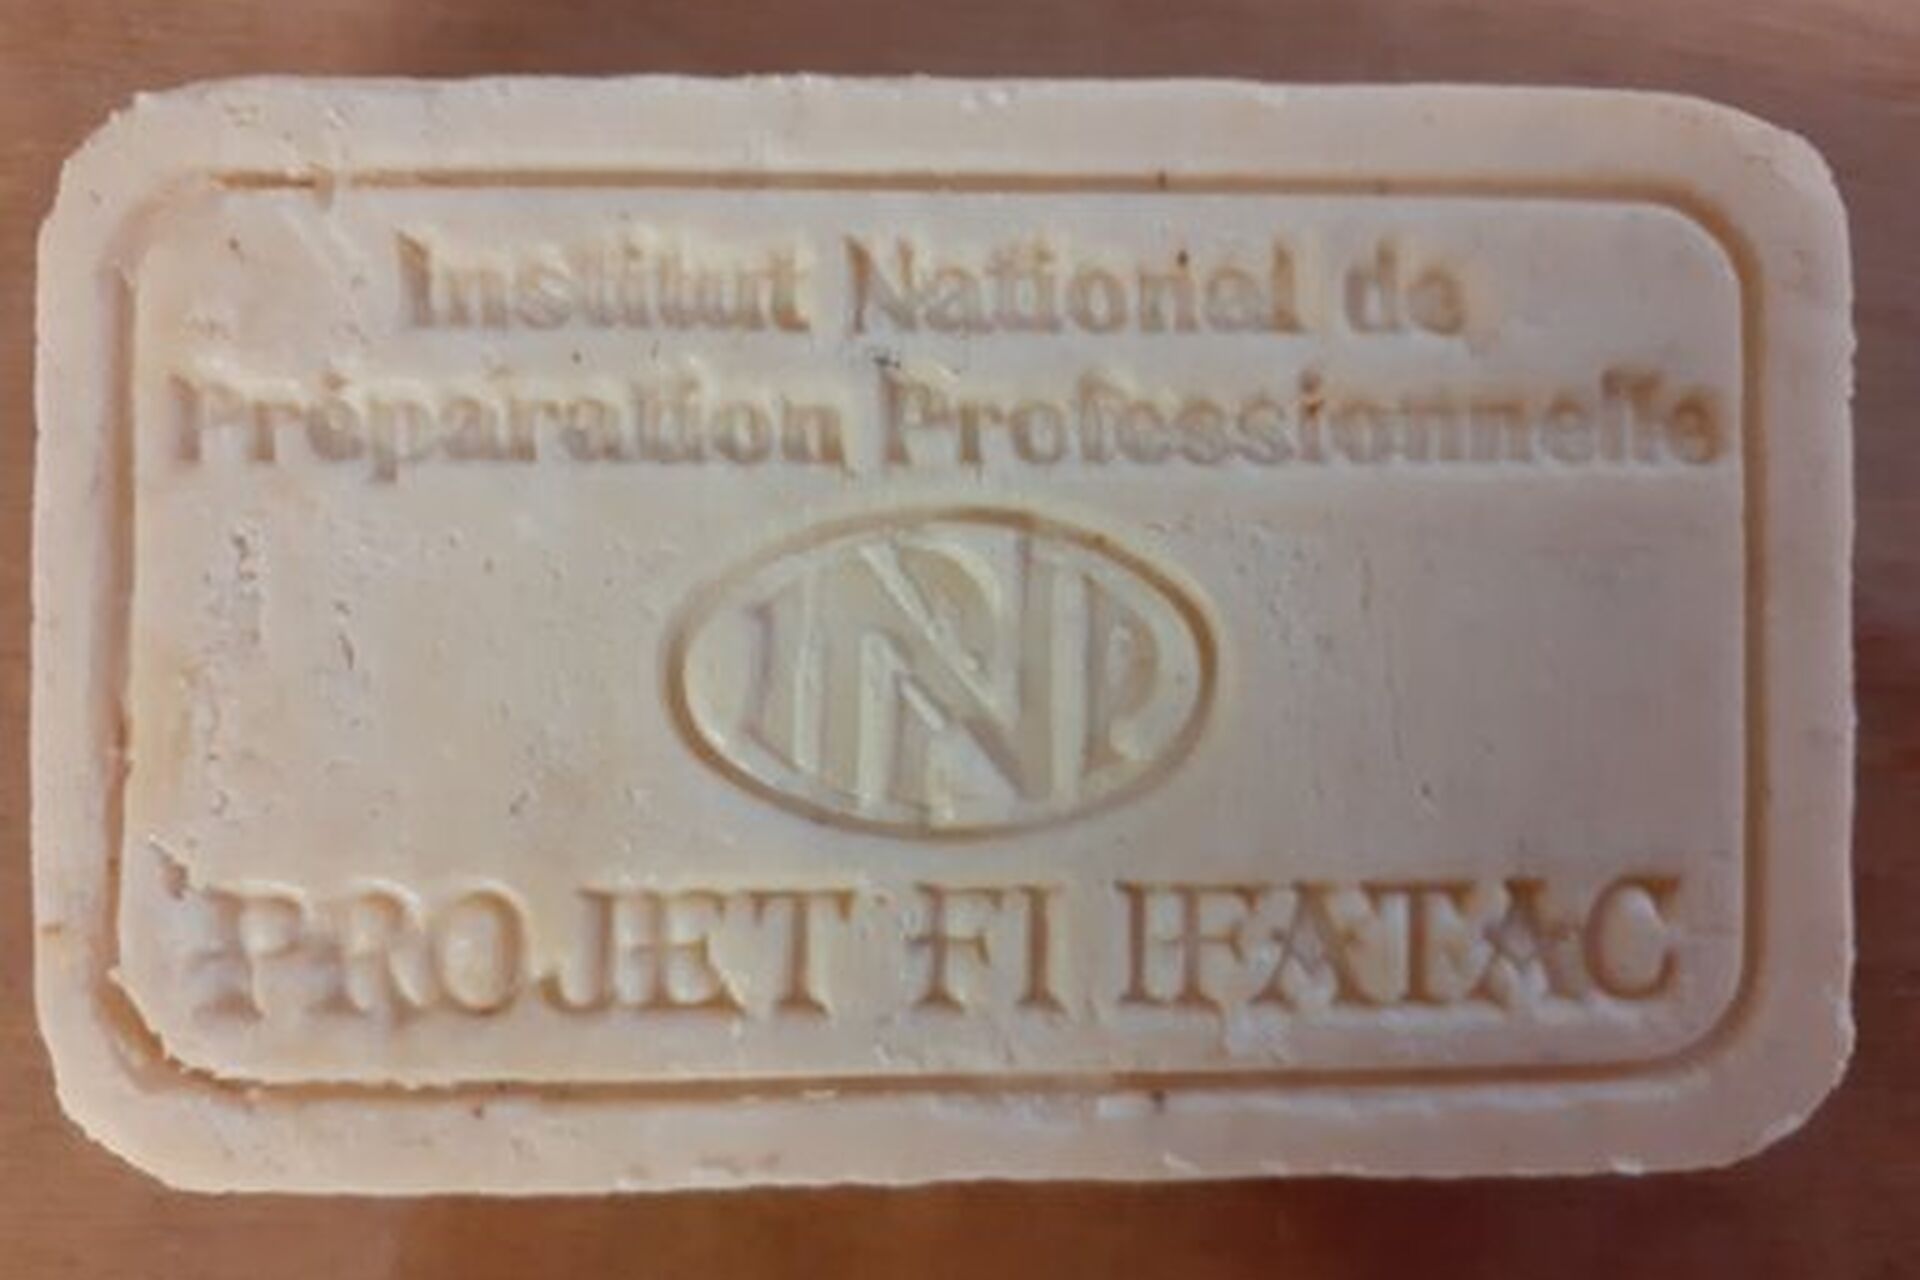 Institut National de
Préparation Professionnelle
INPP
PROJET FI IFATAC